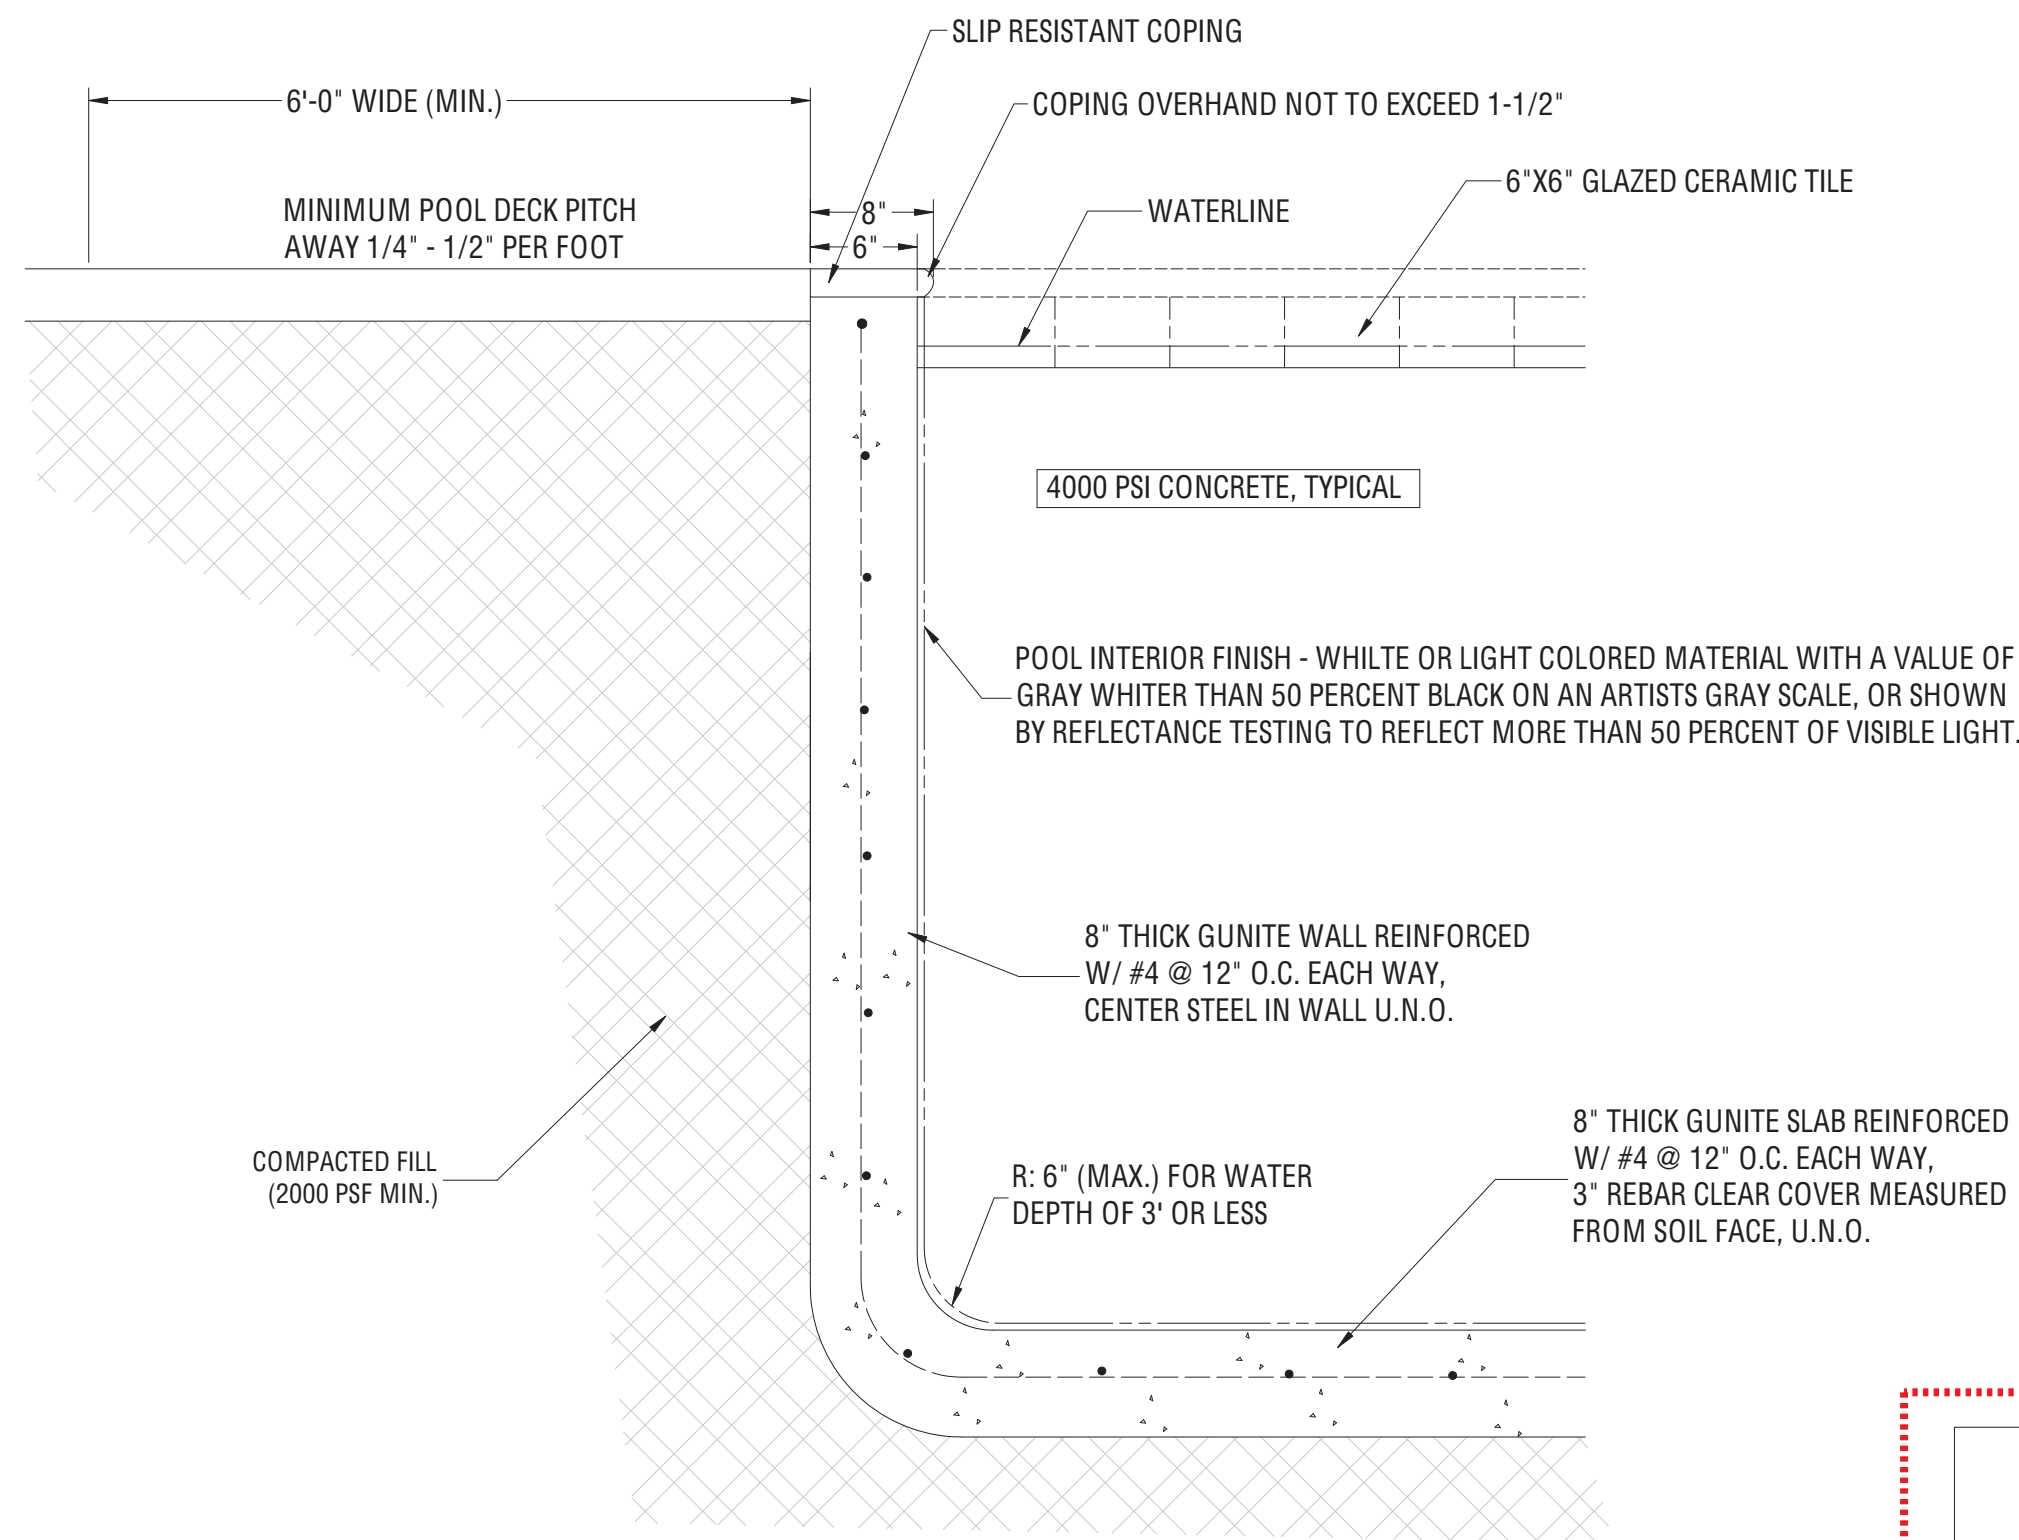 SLIP RESISTANT COPING
6'-0" WIDE (MIN.)
COPING OVERHAND NOT TO EXCEED 1-1/2"
6"X6" GLAZED CERAMIC TILE
MINIMUM POOL DECK PITCH
AWAY 1/4" - 1/2" PER FOOT
8"
6"
WATERLINE
4000 PSI CONCRETE, TYPICAL
POOL INTERIOR FINISH - WHILTE OR LIGHT COLORED MATERIAL WITH A VALUE OF
GRAY WHITER THAN 50 PERCENT BLACK ON AN ARTISTS GRAY SCALE, OR SHOWN
BY REFLECTANCE TESTING TO REFLECT MORE THAN 50 PERCENT OF VISIBLE LIGHT.
8" THICK GUNITE WALL REINFORCED
W/ #4 @ 12" O.C. EACH WAY,
CENTER STEEL IN WALL U.N.O.
COMPACTED FILL
(2000 PSF MIN.)
R: 6" (MAX.) FOR WATER
DEPTH OF 3' OR LESS
8" THICK GUNITE SLAB REINFORCED
W/ #4 @ 12" O.C. EACH WAY,
3" REBAR CLEAR COVER MEASURED
FROM SOIL FACE, U.N.O.